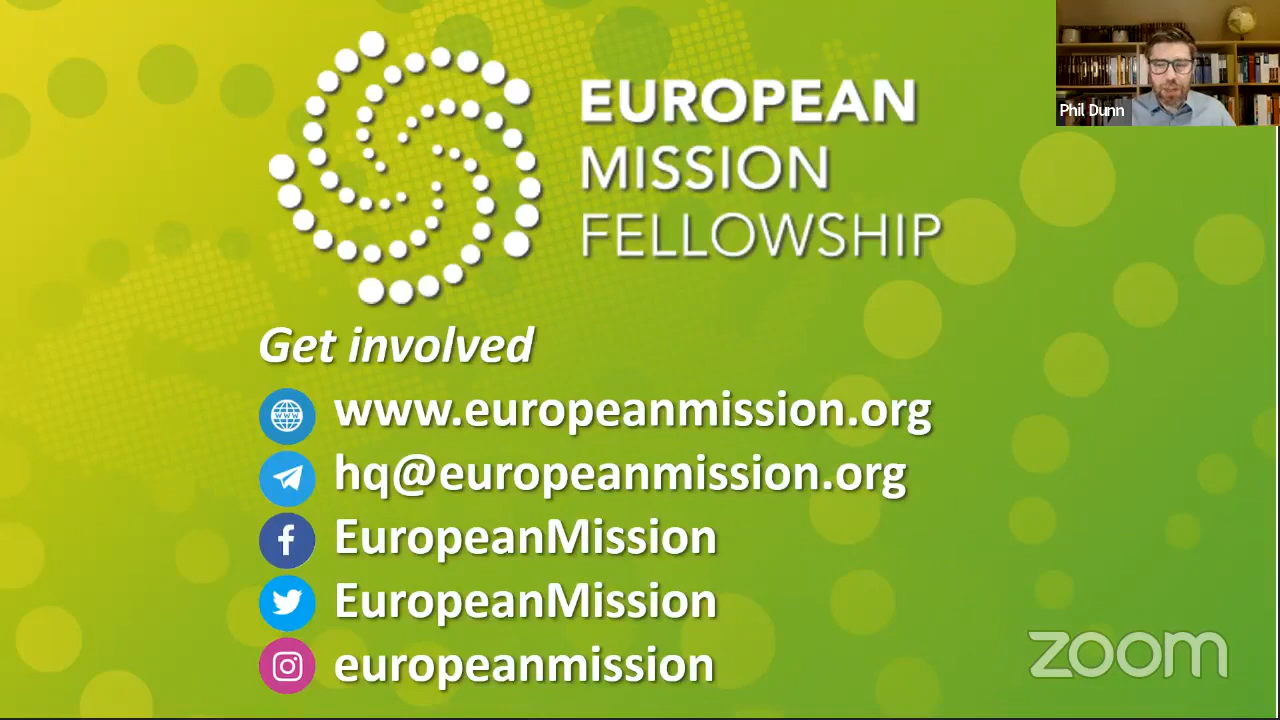 EUROPEAN
MISSION
FELLOWSHIP
Phil Dunn
Get involved
www.europeanmission.org
hq@europeanmission.org
EuropeanMission
EuropeanMission
europeanmission
zoom